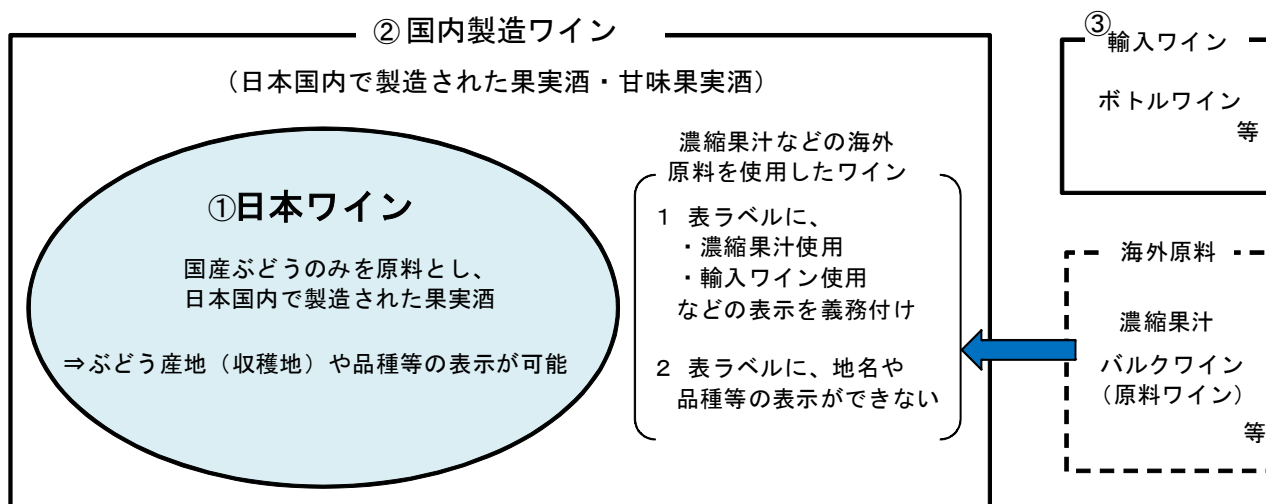 ②国内製造ワイン
（日本国内で製造された果実酒・甘味果実酒）
①日本ワイン
国産ぶどうのみを原料とし、
日本国内で製造された果実酒
⇒ぶどう産地（収穫地）や品種等の表示が可能
濃縮果汁などの海外
原料を使用したワイン
１ 表ラベルに、
・濃縮果汁使用
・輸入ワイン使用
などの表示を義務付け
２ 表ラベルに、地名や
品種等の表示ができない
③輸入ワイン
ボトルワイン
等
海外原料
濃縮果汁
バルクワイン
（原料ワイン）
等